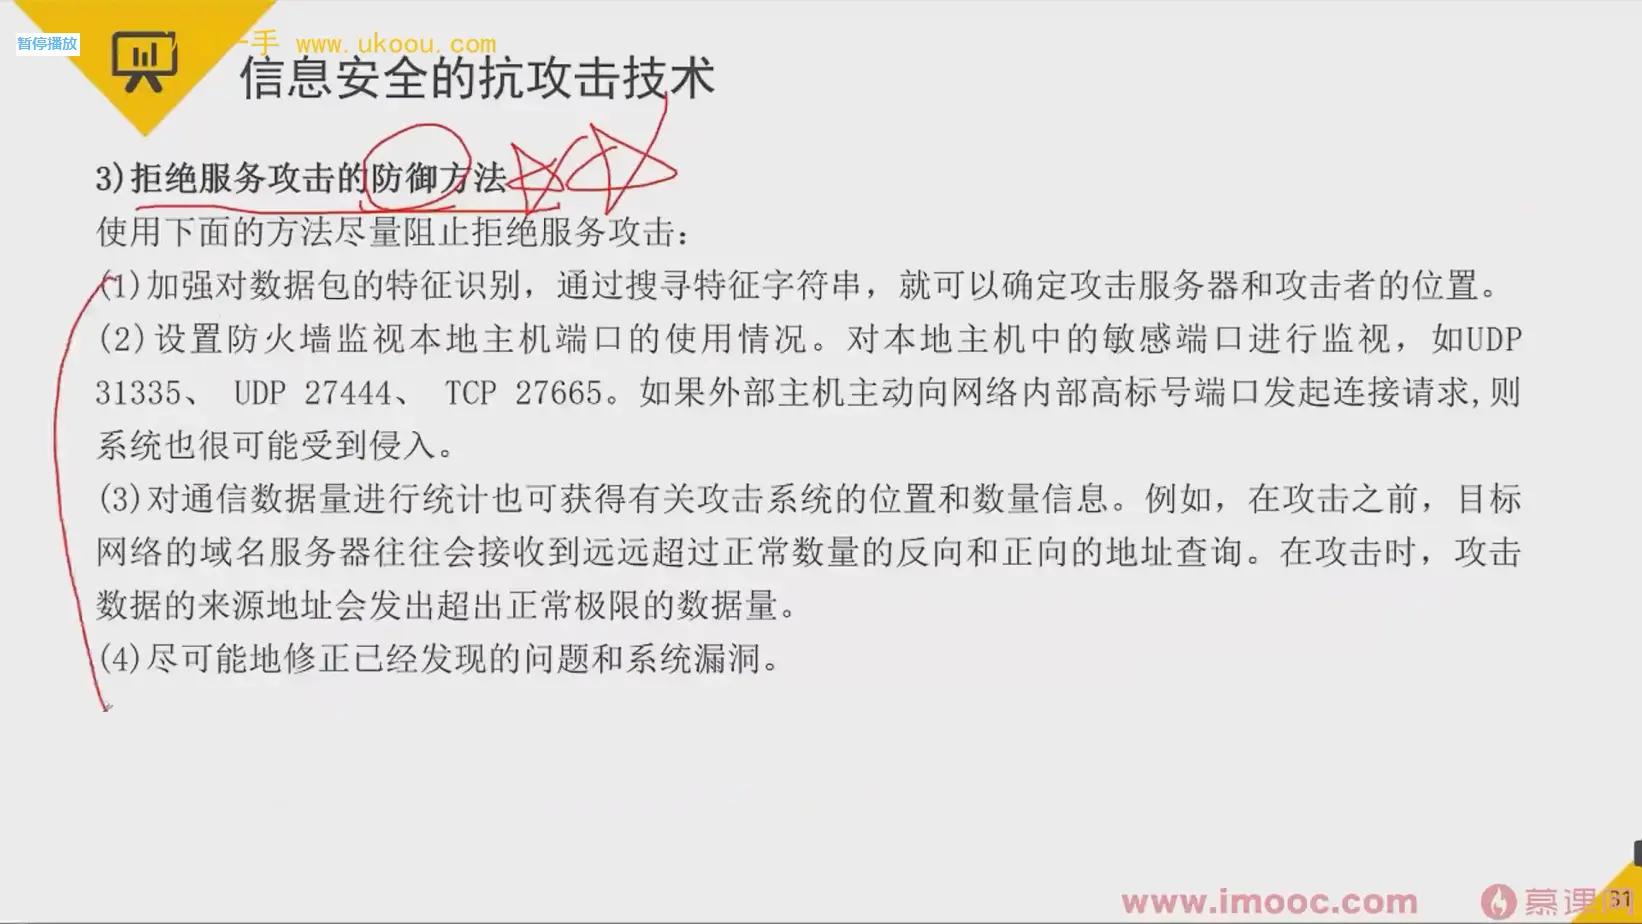 暂停播放
一手 www.ukoou.com
信息安全的抗攻击技术
3)拒绝服务攻击的防御方法
使用下面的方法尽量阻止拒绝服务攻击：
(1)加强对数据包的特征识别，通过搜寻特征字符串，就可以确定攻击服务器和攻击者的位置。
(2)设置防火墙监视本地主机端口的使用情况。对本地主机中的敏感端口进行监视，如UDP
31335、 UDP 27444、 TCP 27665。如果外部主机主动向网络内部高标号端口发起连接请求,则
系统也很可能受到侵入。
(3)对通信数据量进行统计也可获得有关攻击系统的位置和数量信息。例如，在攻击之前，目标
网络的域名服务器往往会接收到远远超过正常数量的反向和正向的地址查询。在攻击时，攻击
数据的来源地址会发出超出正常极限的数据量。
(4)尽可能地修正已经发现的问题和系统漏洞。
www.imooc.com 慕课网
31